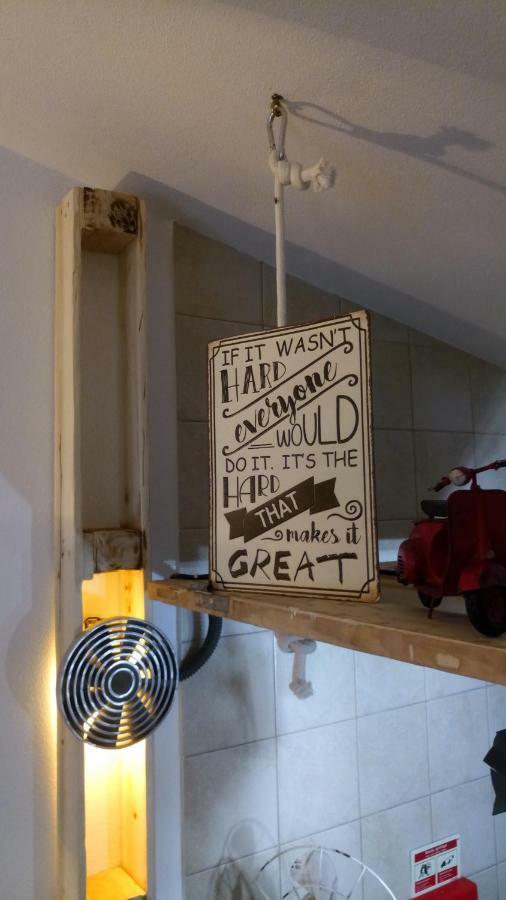 IF IT WASN'T
HARD
everyone
WOULD
DO IT. IT'S THE
HARD
THAT
makes it
GREAT